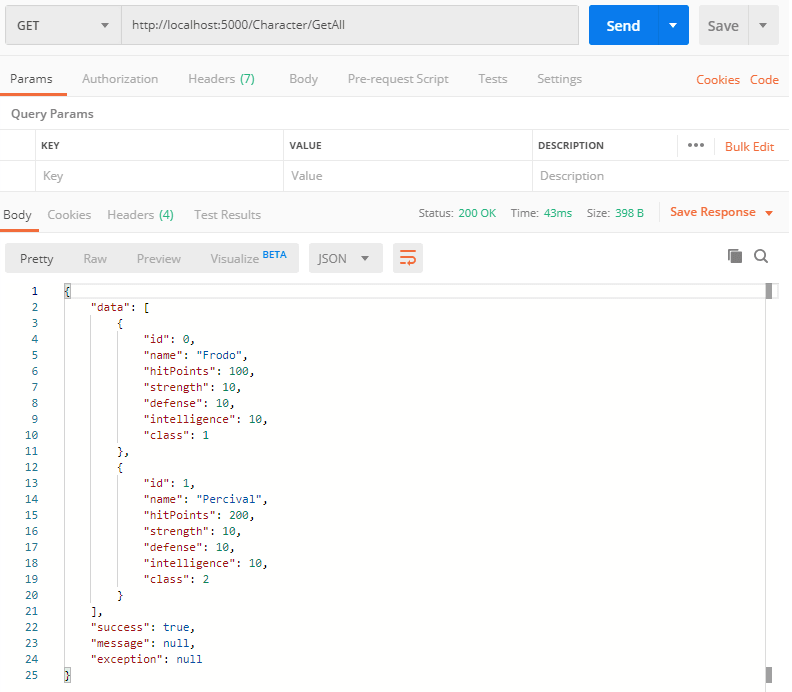 GET http://localhost:5000/Character/GetAll Send Save
Params Authorization Headers (7) Body Pre-request Script Tests Settings Cookies Code
Query Params
KEY VALUE DESCRIPTION ••• Bulk Edit
Key Value Description
Body Cookies Headers (4) Test Results Status: 200 OK Time: 43ms Size: 398 B Save Response
Pretty Raw Preview Visualize BETA JSON
1 {
2 "data": [
3 {
4 "id": 0,
5 "name": "Frodo",
6 "hitPoints": 100,
7 "strength": 10,
8 "defense": 10,
9 "intelligence": 10,
10 "class": 1
11 },
12 {
13 "id": 1,
14 "name": "Percival",
15 "hitPoints": 200,
16 "strength": 10,
17 "defense": 10,
18 "intelligence": 10,
19 "class": 2
20 }
21 ],
22 "success": true,
23 "message": null,
24 "exception": null
25 }